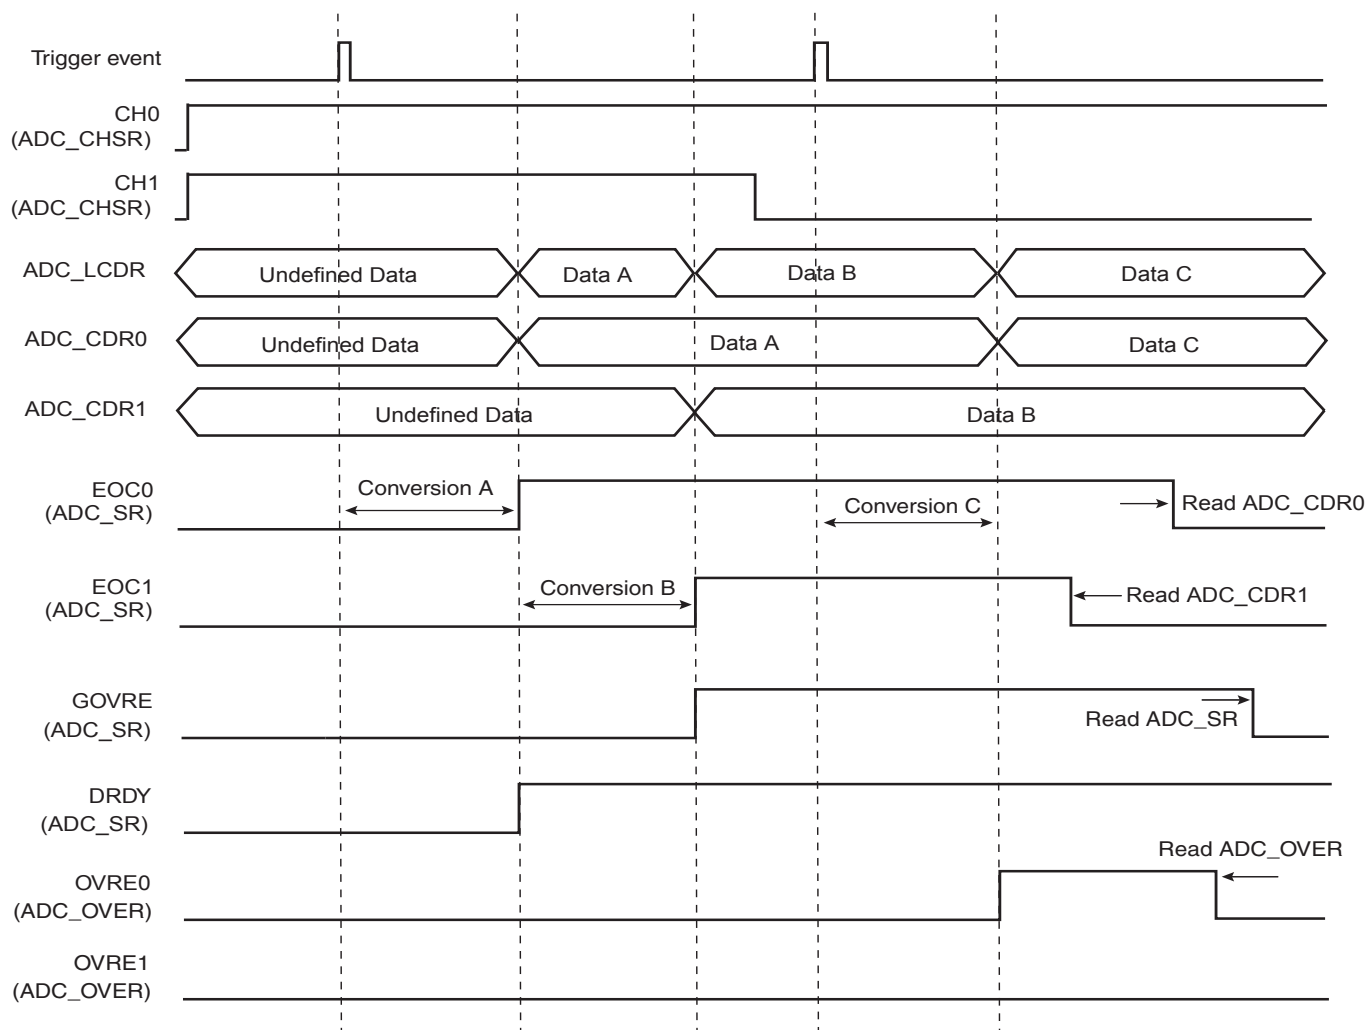 Trigger event
CH0
(ADC_CHSR)
CH1
(ADC_CHSR)
ADC_LCDR
Undefined Data
Data A
Data B
Data C
ADC_CDR0
Undefined Data
Data A
Data C
ADC_CDR1
Undefined Data
Data B
EOC0
(ADC_SR)
Conversion A
Conversion C
Read ADC_CDR0
EOC1
(ADC_SR)
Conversion B
Read ADC_CDR1
GOVRE
(ADC_SR)
Read ADC_SR
DRDY
(ADC_SR)
Read ADC_OVER
OVRE0
(ADC_OVER)
OVRE1
(ADC_OVER)